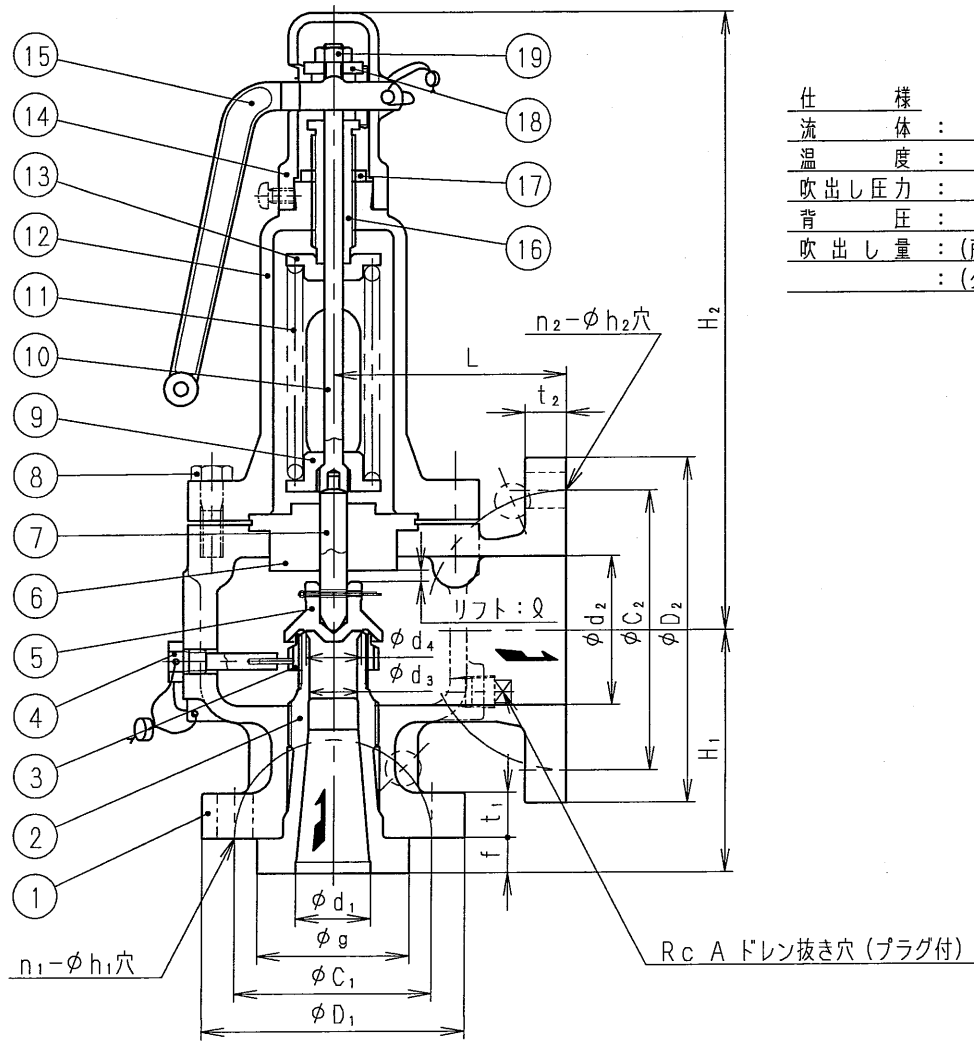 15
14
13
12
11
10
9
8
7
6
5
4
3
2
1
19
18
17
16
仕 様
流 体 :
温 度 :
吹出し圧力 :
背 圧 :
吹出し量 : (
: (
n₂-φh₂穴
L
t₂
H₂
リフト:ℓ
φd₄
φd₃
φd₂
φC₂
φD₂
H₁
t₁
f
φd₁
φg
φC₁
φD₁
n₁-φh₁穴
Rc A ドレン抜き穴 (プラグ付)